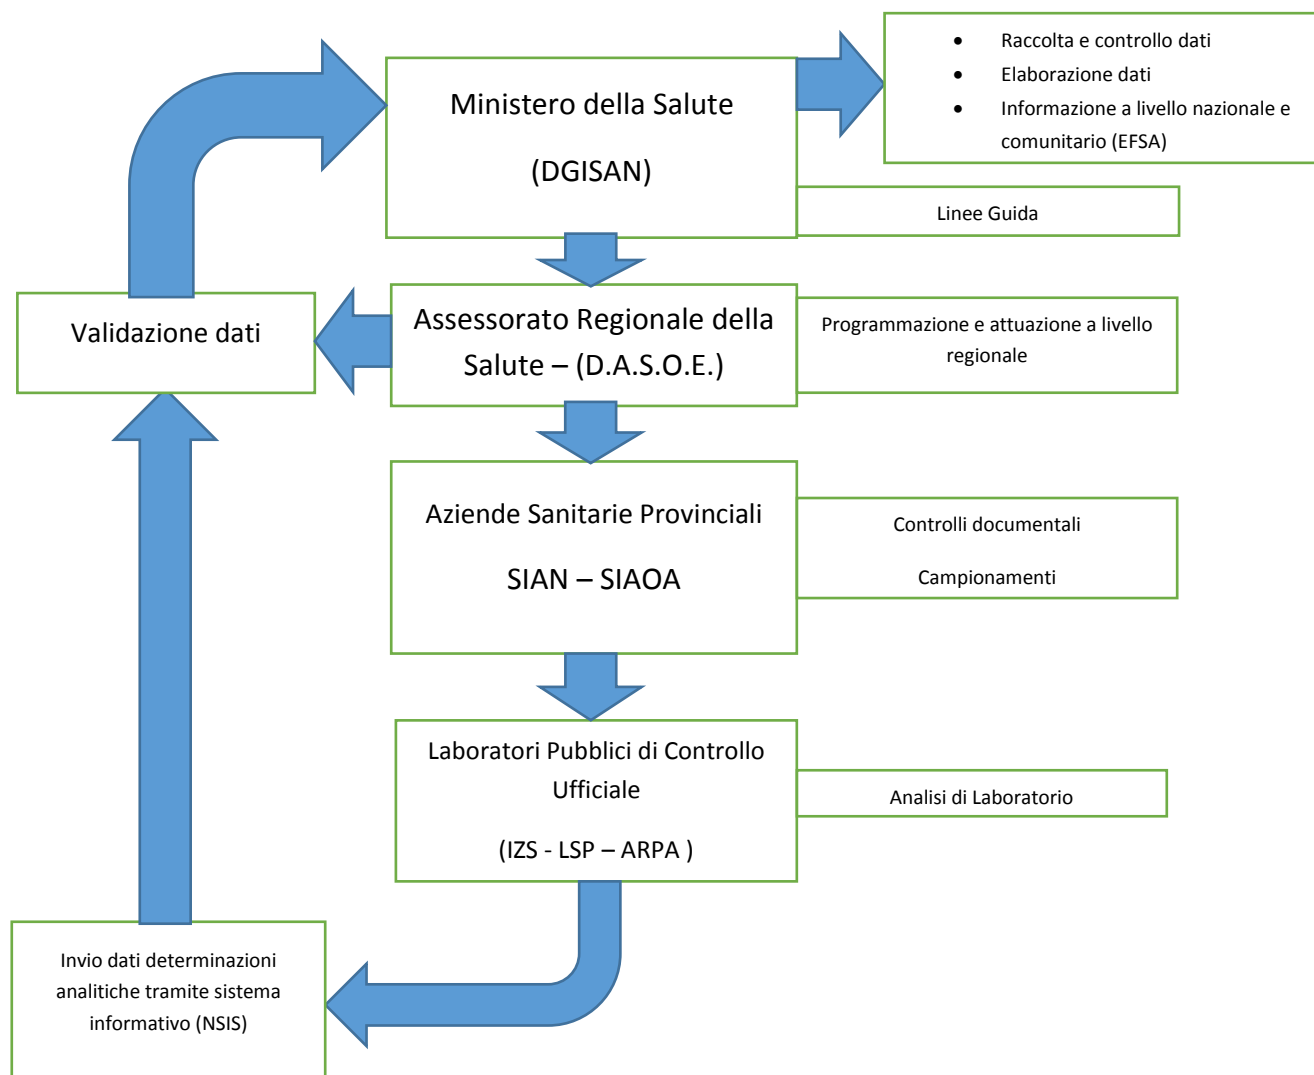 Ministero della Salute
(DGISAN)
• Raccolta e controllo dati
• Elaborazione dati
• Informazione a livello nazionale e
comunitario (EFSA)
Linee Guida
Validazione dati
Assessorato Regionale della
Salute – (D.A.S.O.E.)
Programmazione e attuazione a livello
regionale
Aziende Sanitarie Provinciali
SIAN – SIAOA
Controlli documentali
Campionamenti
Laboratori Pubblici di Controllo
Ufficiale
(IZS - LSP – ARPA )
Analisi di Laboratorio
Invio dati determinazioni
analitiche tramite sistema
informativo (NSIS)